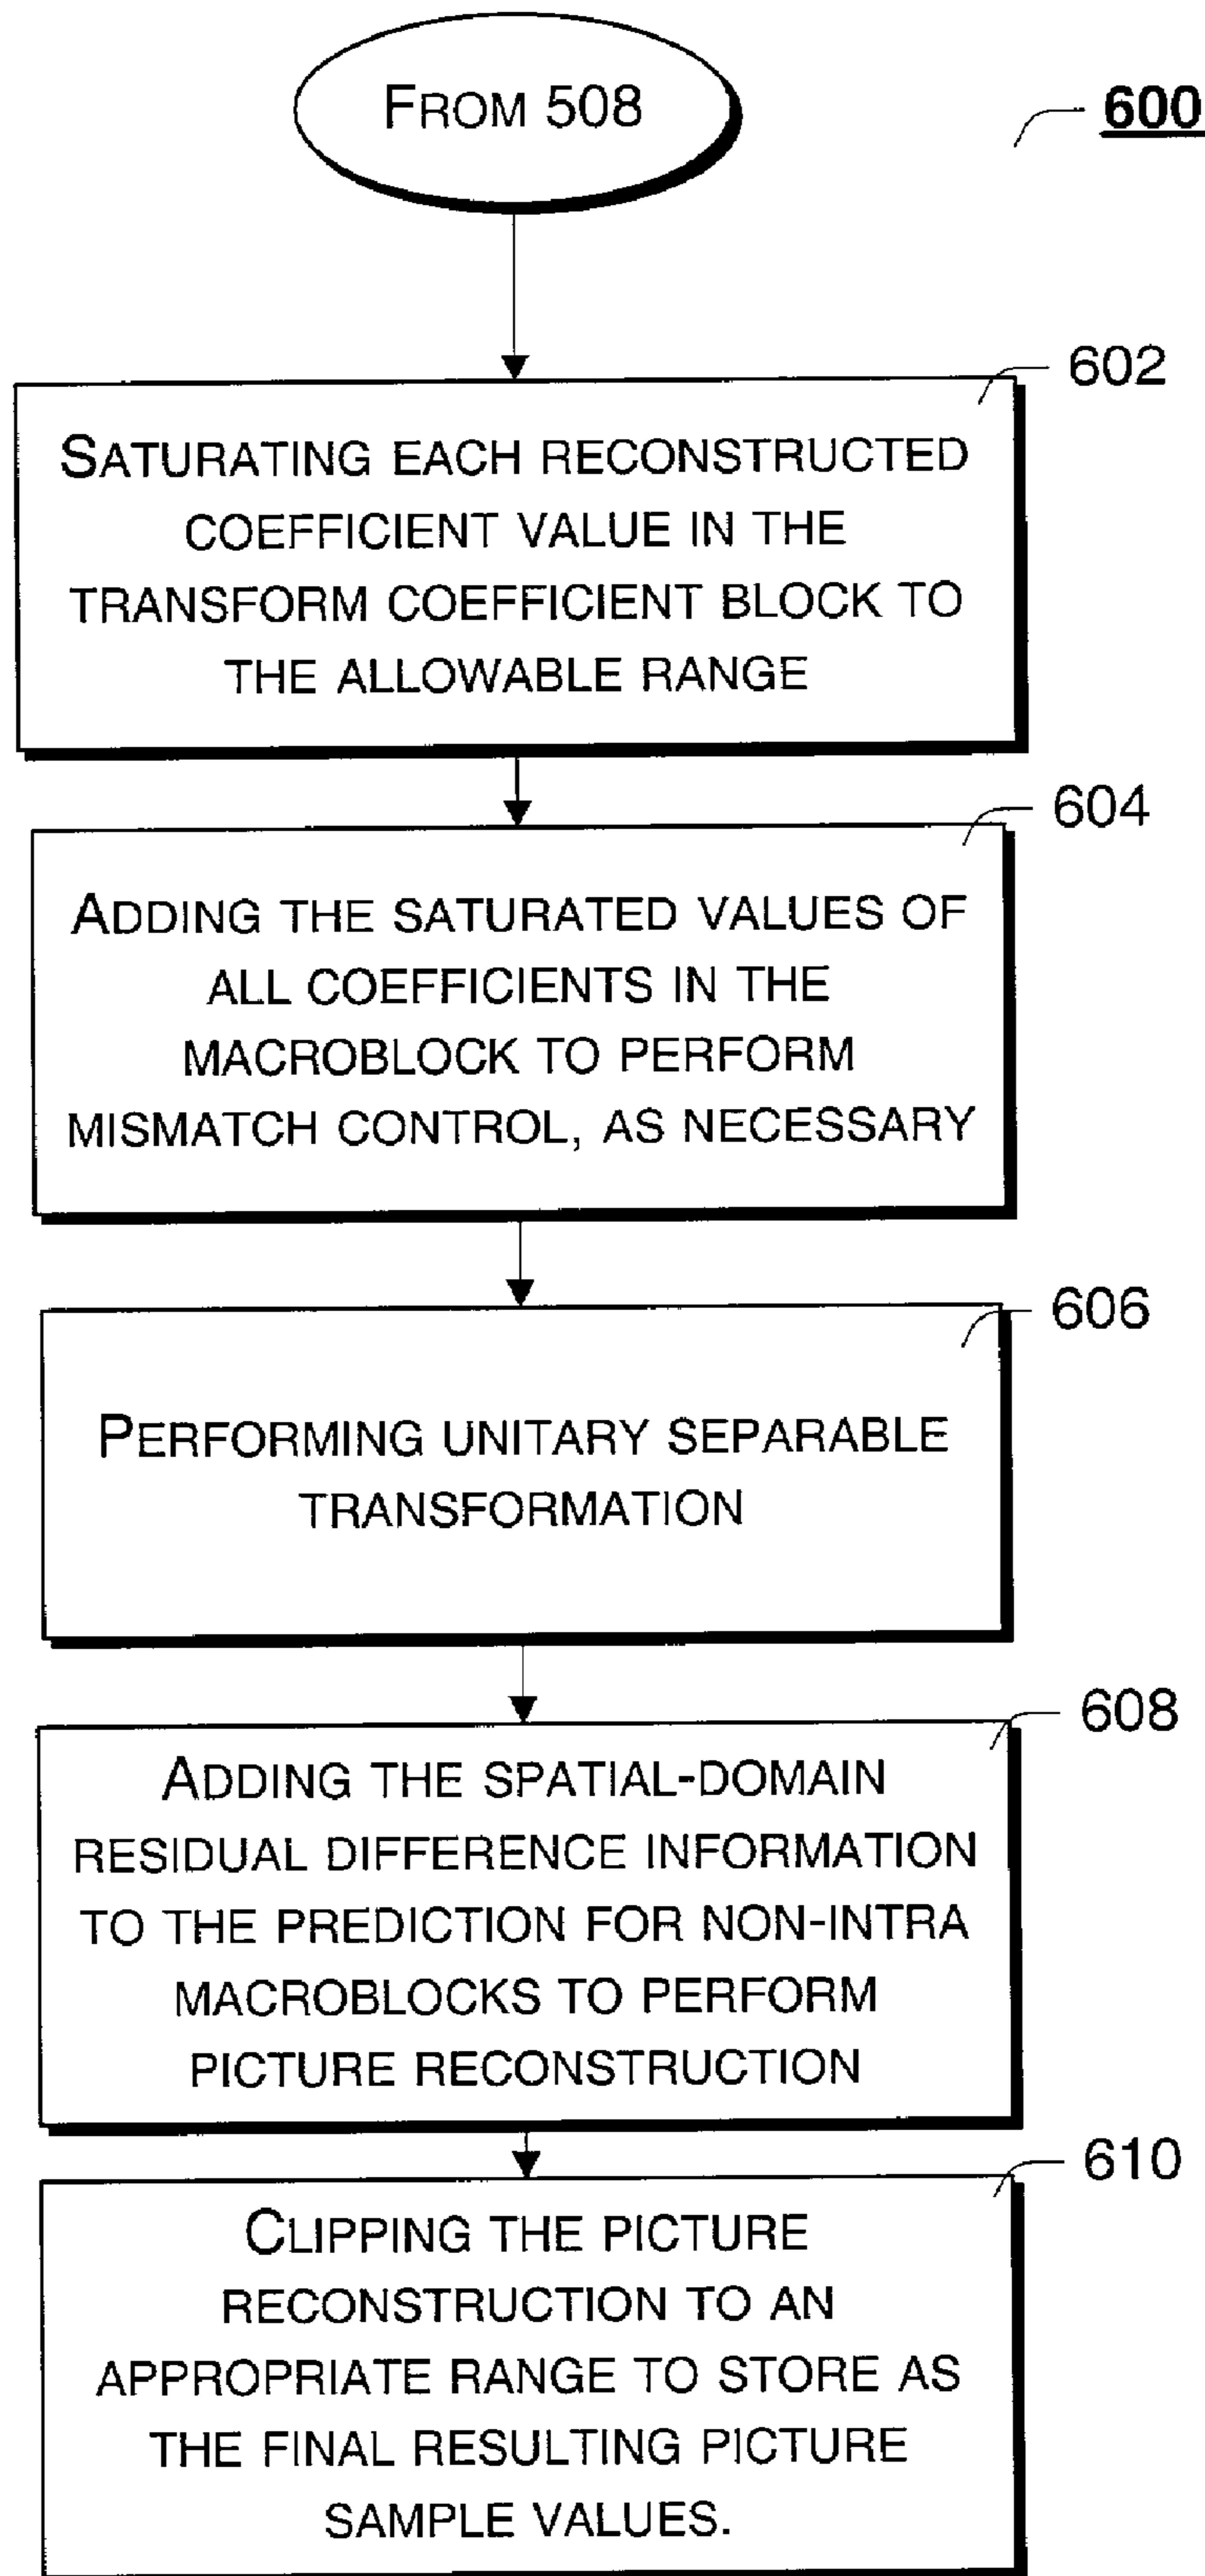 FROM 508
600
602
SATURATING EACH RECONSTRUCTED
COEFFICIENT VALUE IN THE
TRANSFORM COEFFICIENT BLOCK TO
THE ALLOWABLE RANGE
604
ADDING THE SATURATED VALUES OF
ALL COEFFICIENTS IN THE
MACROBLOCK TO PERFORM
MISMATCH CONTROL, AS NECESSARY
606
PERFORMING UNITARY SEPARABLE
TRANSFORMATION
608
ADDING THE SPATIAL-DOMAIN
RESIDUAL DIFFERENCE INFORMATION
TO THE PREDICTION FOR NON-INTRA
MACROBLOCKS TO PERFORM
PICTURE RECONSTRUCTION
610
CLIPPING THE PICTURE
RECONSTRUCTION TO AN
APPROPRIATE RANGE TO STORE AS
THE FINAL RESULTING PICTURE
SAMPLE VALUES.